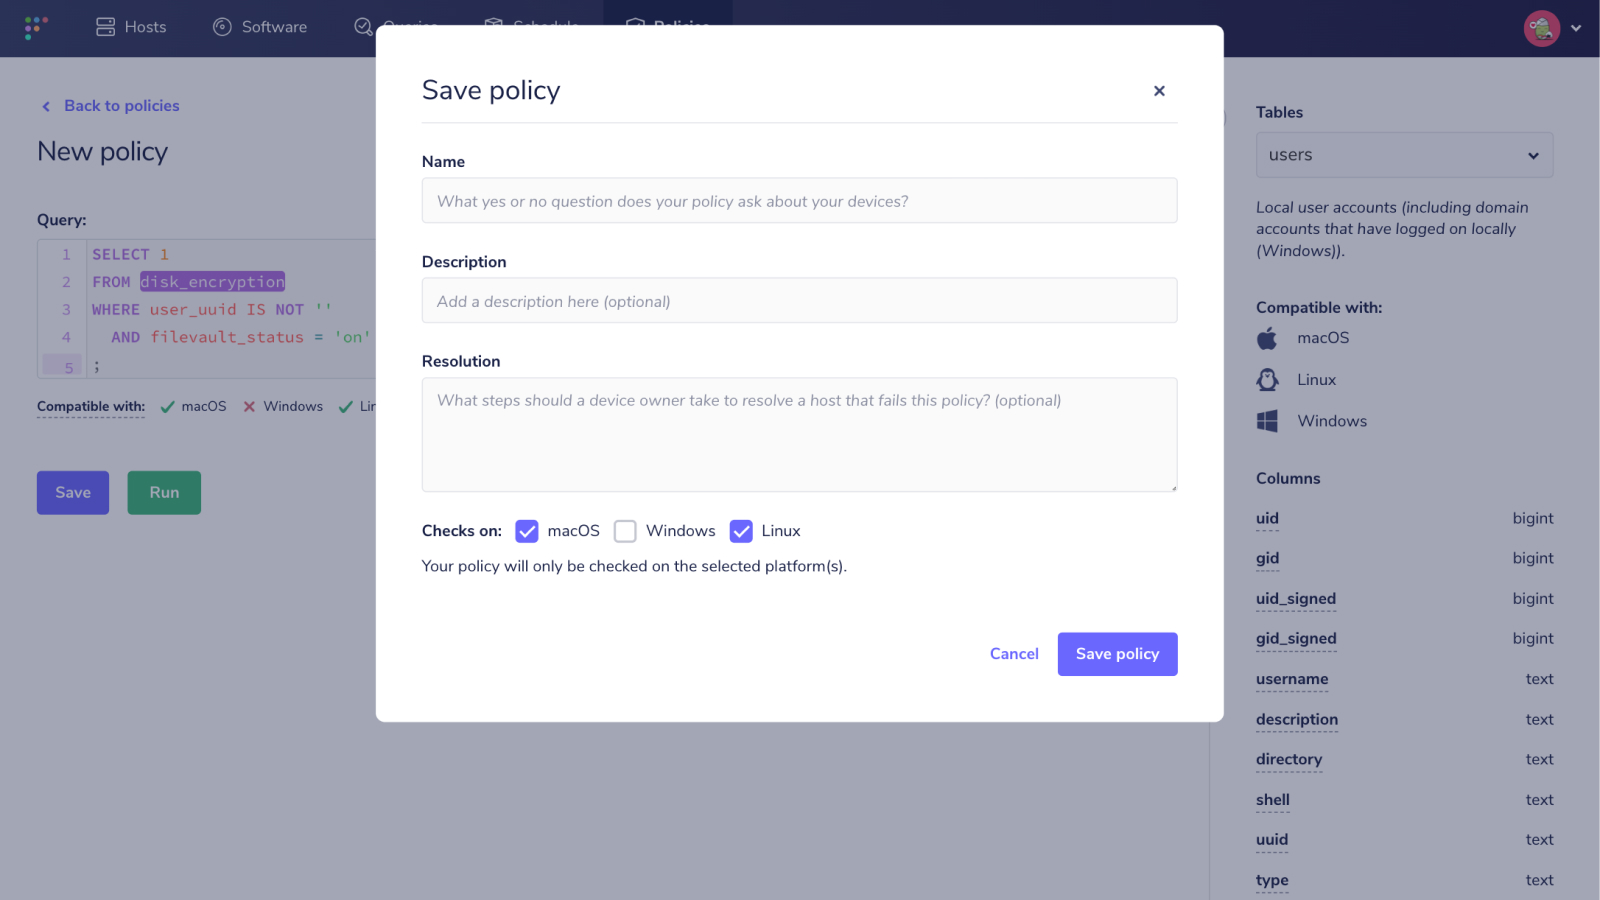 Hosts
Software
Queries
Schedule
Policies
Back to policies
New policy
Query:
1 SELECT 1
2 FROM disk_encryption
3 WHERE user_uuid IS NOT ''
4 AND filevault_status = 'on'
5 ;
Compatible with: macOS Windows Lin
Save
Run
Save policy
Name
What yes or no question does your policy ask about your devices?
Description
Add a description here (optional)
Resolution
What steps should a device owner take to resolve a host that fails this policy? (optional)
Checks on: macOS Windows Linux
Your policy will only be checked on the selected platform(s).
Cancel
Save policy
Tables
users
Local user accounts (including domain
accounts that have logged on locally
(Windows)).
Compatible with:
macOS
Linux
Windows
Columns
uid bigint
gid bigint
uid_signed bigint
gid_signed bigint
username text
description text
directory text
shell text
uuid text
type text